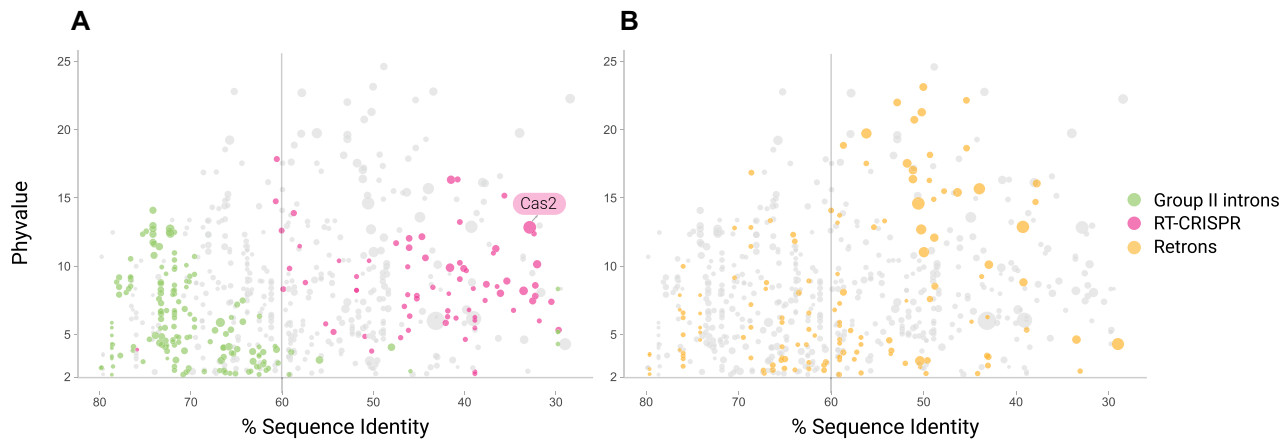 A
B
25
20
15
10
5
2
Phyvalue
Cas2
80
70
60
50
40
30
% Sequence Identity
25
20
15
10
5
2
80
70
60
50
40
30
% Sequence Identity
Group II introns
RT-CRISPR
Retrons